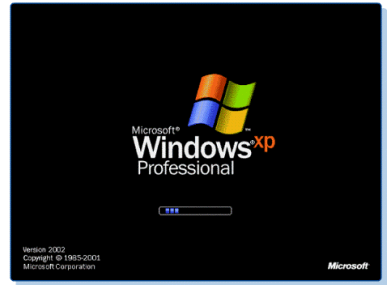 Microsoft®
Windows® xp
Professional
Version 2002
Copyright © 1985-2001
Microsoft Corporation
Microsoft